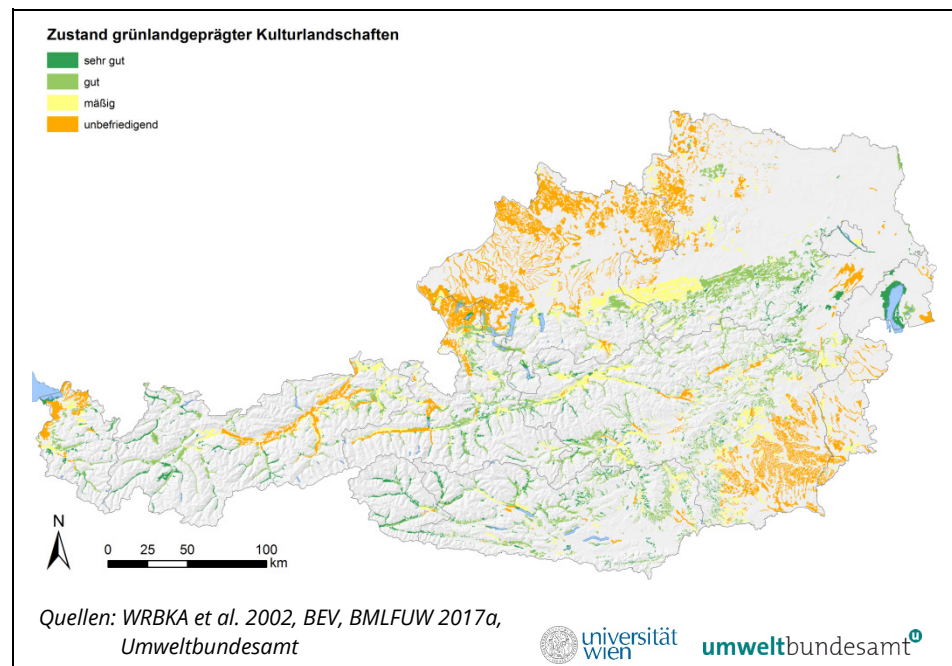 Zustand grünlandgeprägter Kulturlandschaften
sehr gut
gut
mäßig
unbefriedigend
N
0 25 50 100
km
Quellen: WRBKA et al. 2002, BEV, BMLFUW 2017a,
Umweltbundesamt
universität
wien
umweltbundesamt
u